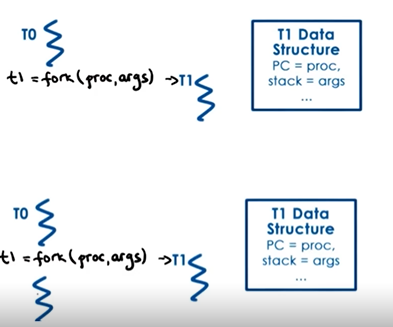 T0
t1 = fork(proc,args) → T1
T1 Data
Structure
PC = proc,
stack = args
...
T0
t1 = fork(proc,args) → T1
T1 Data
Structure
PC = proc,
stack = args
...